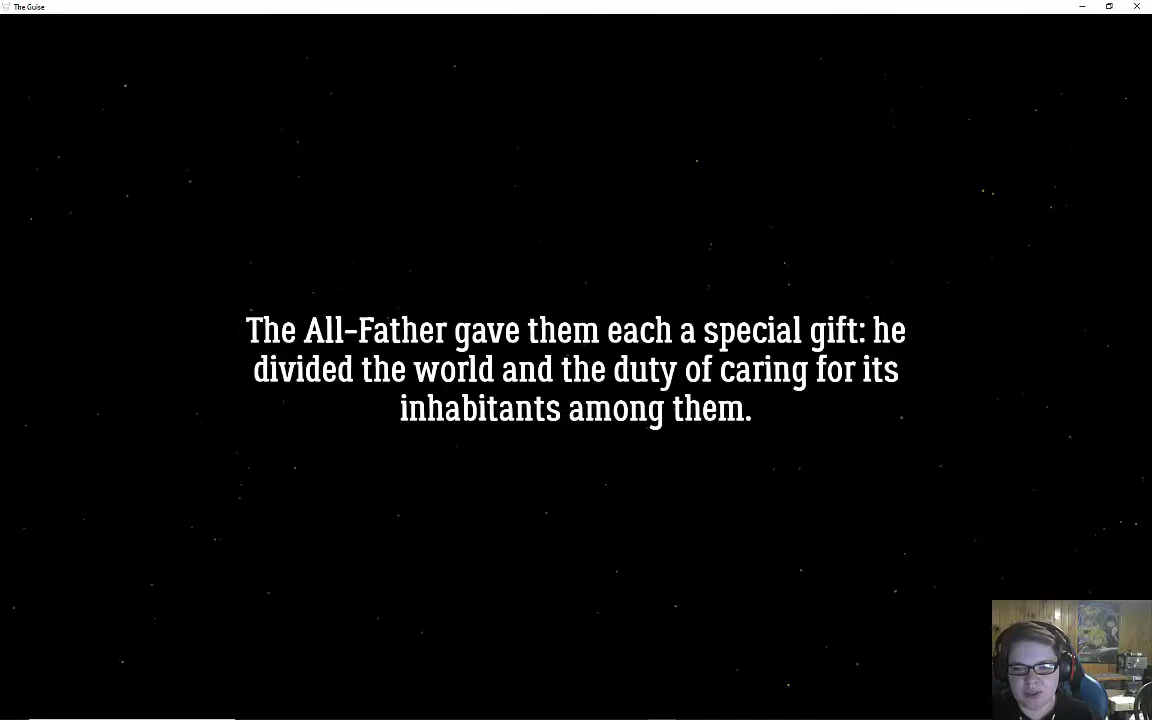 The Guise
The All-Father gave them each a special gift: he
divided the world and the duty of caring for its
inhabitants among them.